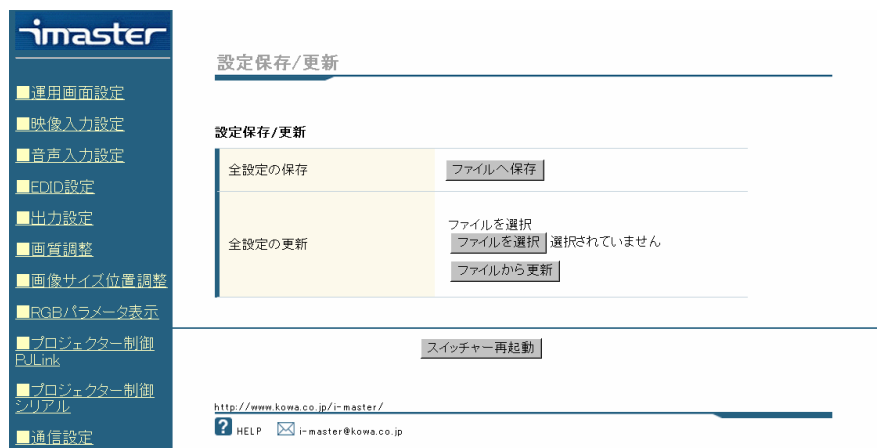 imaster
■運用画面設定
■映像入力設定
■音声入力設定
■EDID設定
■出力設定
■画質調整
■画像サイズ位置調整
■RGBパラメータ表示
■プロジェクター制御
PJLink
■プロジェクター制御
シリアル
■通信設定
設定保存/更新
設定保存/更新
全設定の保存
ファイルへ保存
全設定の更新
ファイルを選択
ファイルを選択 選択されていません
ファイルから更新
スイッチャー再起動
http://www.kowa.co.jp/i-master/
? HELP i-master@kowa.co.jp